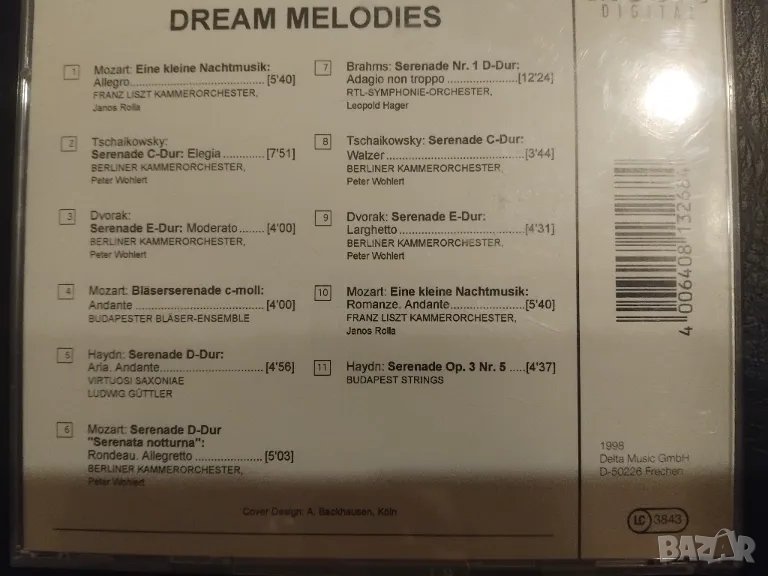 DREAM MELODIES
DIGITAL
1 Mozart: Eine kleine Nachtmusik:
Allegro [5'40]
FRANZ LISZT KAMMERORCHESTER,
Janos Rolla
2 Tschaikowsky:
Serenade C-Dur: Elegia [7'51]
BERLINER KAMMERORCHESTER,
Peter Wohlert
3 Dvorak:
Serenade E-Dur: Moderato [4'00]
BERLINER KAMMERORCHESTER,
Peter Wohlert
4 Mozart: Bläserserenade c-moll:
Andante [4'00]
BUDAPESTER BLÄSER-ENSEMBLE
5 Haydn: Serenade D-Dur:
Aria. Andante [4'56]
VIRTUOSI SAXONIAE
LUDWIG GÜTTLER
6 Mozart: Serenade D-Dur
"Serenata notturna":
Rondeau. Allegretto [5'03]
BERLINER KAMMERORCHESTER,
Peter Wohlert
7 Brahms: Serenade Nr. 1 D-Dur:
Adagio non troppo [12'24]
RTL-SYMPHONIE-ORCHESTER,
Leopold Hager
8 Tschaikowsky: Serenade C-Dur:
Walzer [3'44]
BERLINER KAMMERORCHESTER,
Peter Wohlert
9 Dvorak: Serenade E-Dur:
Larghetto [4'31]
BERLINER KAMMERORCHESTER,
Peter Wohlert
10 Mozart: Eine kleine Nachtmusik:
Romanze. Andante [5'40]
FRANZ LISZT KAMMERORCHESTER,
Janos Rolla
11 Haydn: Serenade Op. 3 Nr. 5 [4'37]
BUDAPEST STRINGS
Cover Design: A. Backhausen, Köln
4 006408 132684
1998
Delta Music GmbH
D-50226 Frechen
LC 3843
BAZAR